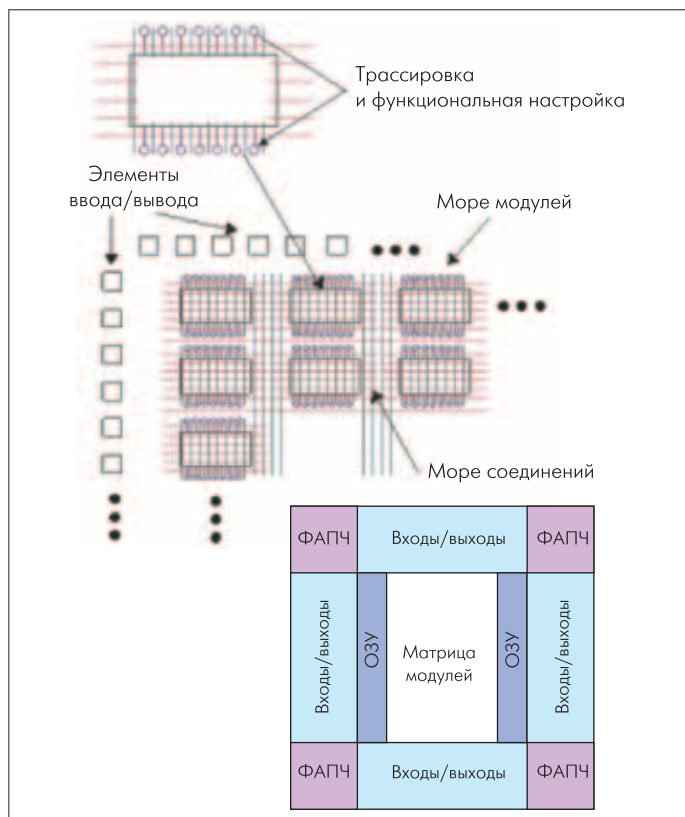 Трассировка
и функциональная настройка
Элементы
ввода/вывода
Море модулей
Море соединений
ФАПЧ
Входы/выходы
ФАПЧ
Входы/выходы
ОЗУ
Матрица
модулей
ОЗУ
Входы/выходы
ФАПЧ
Входы/выходы
ФАПЧ